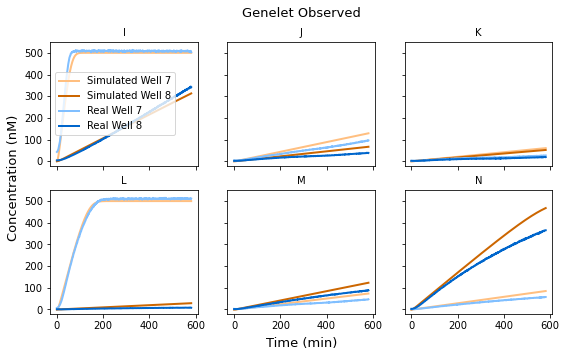 Genelet Observed
I
J
K
500
400
300
200
100
0
Simulated Well 7
Simulated Well 8
Real Well 7
Real Well 8
Concentration (nM)
L
M
N
500
400
300
200
100
0
0 200 400 600
0 200 400 600
0 200 400 600
Time (min)